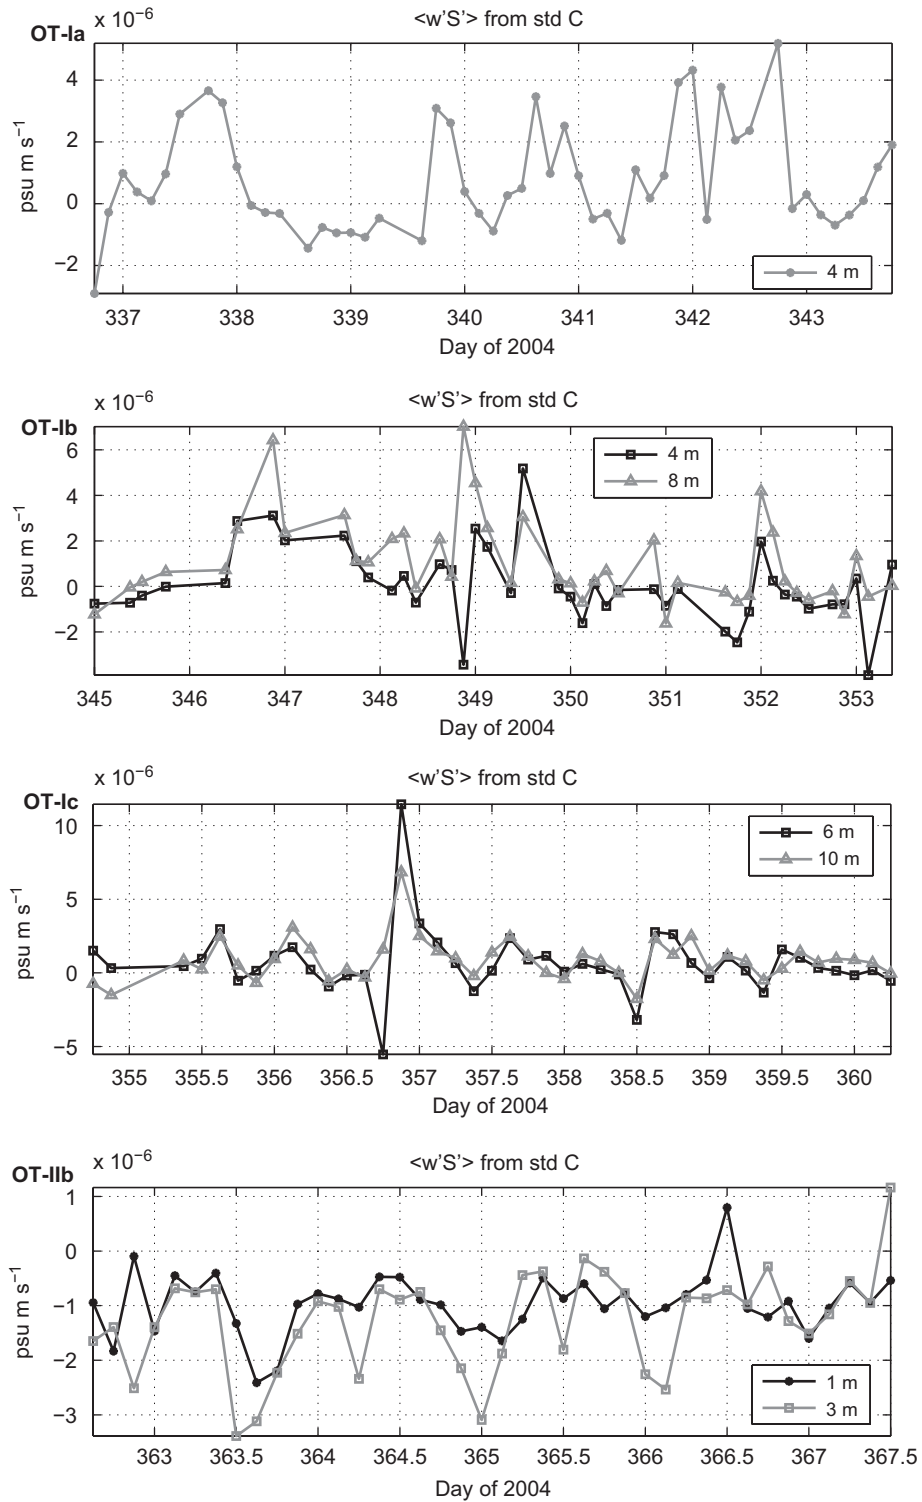 <w'S'> from std C
x 10⁻⁶
OT-Ia
4
2
0
−2
psu m s⁻¹
4 m
337 338 339 340 341 342 343
Day of 2004
<w'S'> from std C
x 10⁻⁶
OT-Ib
6
4
2
0
−2
psu m s⁻¹
4 m
8 m
345 346 347 348 349 350 351 352 353
Day of 2004
<w'S'> from std C
x 10⁻⁶
OT-Ic
10
5
0
−5
psu m s⁻¹
6 m
10 m
355 355.5 356 356.5 357 357.5 358 358.5 359 359.5 360
Day of 2004
<w'S'> from std C
x 10⁻⁶
OT-IIb
1
0
−1
−2
−3
psu m s⁻¹
1 m
3 m
363 363.5 364 364.5 365 365.5 366 366.5 367 367.5
Day of 2004